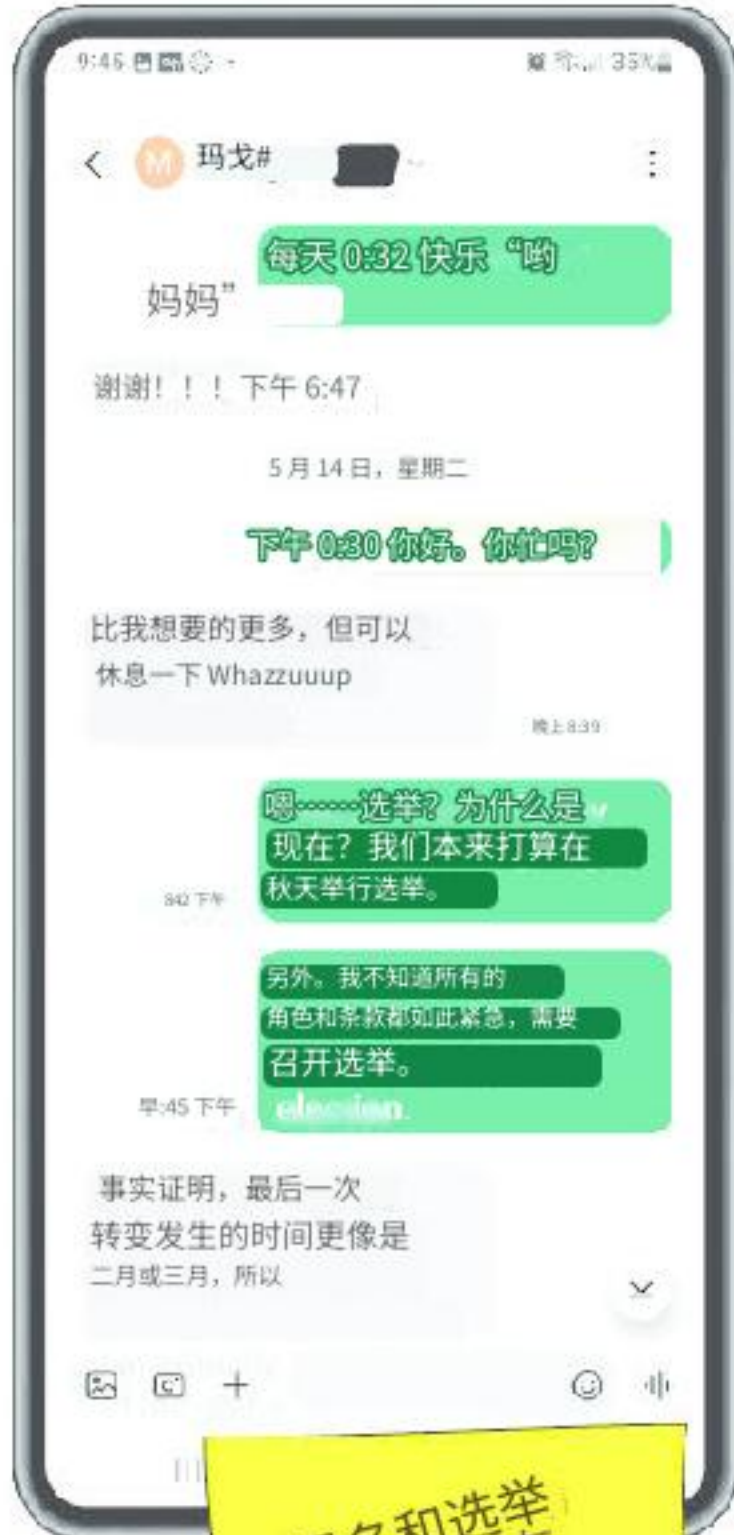 9:45
35%
M 玛戈#
每天 0:32 快乐“哟
妈妈”
谢谢！！！下午 6:47
5月14日，星期二
下午 0:30 你好。你忙吗?
比我想要的更多，但可以
休息一下 Whazzuuup
晚上 8:39
嗯……选举？为什么是
现在？我们本来打算在
秋天举行选举。
842 下午
另外。我不知道所有的
角色和条款都如此紧急，需要
召开选举。
election.
早:45 下午
事实证明，最后一次
转变发生的时间更像是
二月或三月，所以
和选举